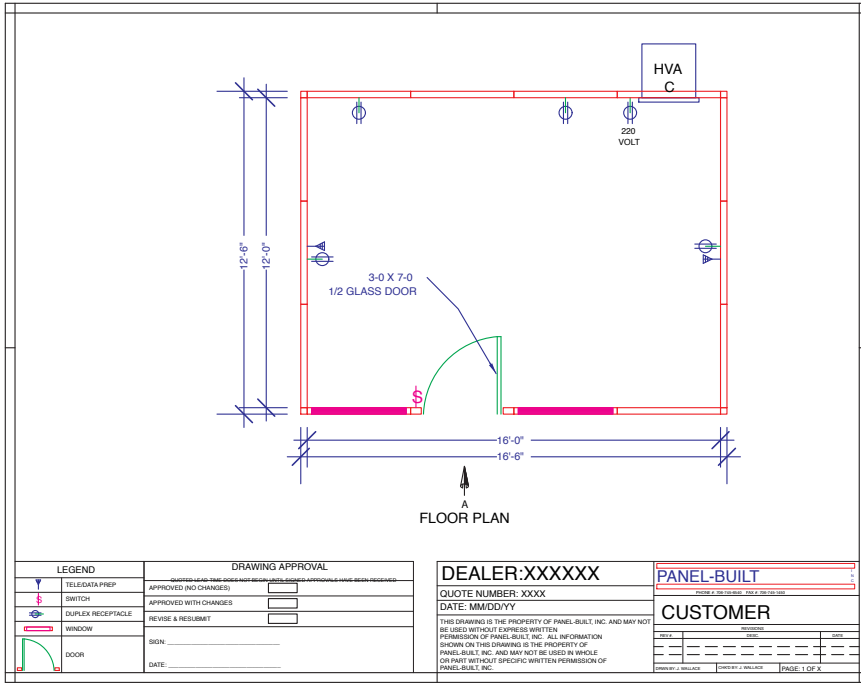 HVA
C
220
VOLT
12'-6"
12'-0"
3-0 X 7-0
1/2 GLASS DOOR
S
16'-0"
16'-6"
A
FLOOR PLAN
LEGEND
TELE/DATA PREP
S
SWITCH
DUPLEX RECEPTACLE
WINDOW
DOOR
DRAWING APPROVAL
QUOTED LEAD TIME DOES NOT BEGIN UNTIL SIGNED APPROVALS HAVE BEEN RECEIVED
APPROVED (NO CHANGES)
APPROVED WITH CHANGES
REVISE & RESUBMIT
SIGN:
DATE:
DEALER:XXXXXX
QUOTE NUMBER: XXXX
DATE: MM/DD/YY
THIS DRAWING IS THE PROPERTY OF PANEL-BUILT, INC. AND MAY NOT
BE USED WITHOUT EXPRESS WRITTEN
PERMISSION OF PANEL-BUILT, INC. ALL INFORMATION
SHOWN ON THIS DRAWING IS THE PROPERTY OF
PANEL-BUILT, INC. AND MAY NOT BE USED IN WHOLE
OR PART WITHOUT SPECIFIC WRITTEN PERMISSION OF
PANEL-BUILT, INC.
PANEL-BUILT
PHONE #: FAX #:
CUSTOMER
REVISIONS
REV # DESC. DATE
DRWN BY: J. WALLACE CHK'D BY: J. WALLACE PAGE: 1 OF X